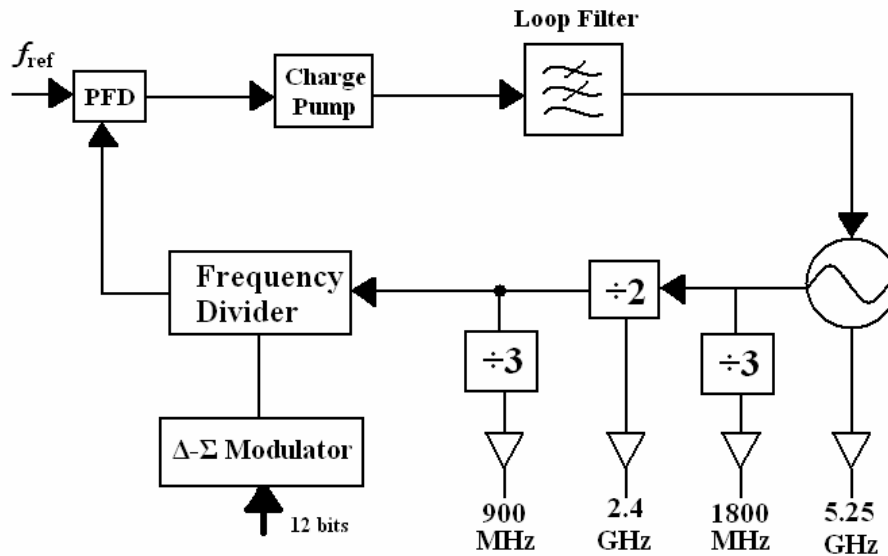 Loop Filter
fref
PFD
Charge
Pump
Frequency
Divider
÷2
÷3
÷3
Δ-Σ Modulator
12 bits
900
MHz
2.4
GHz
1800
MHz
5.25
GHz